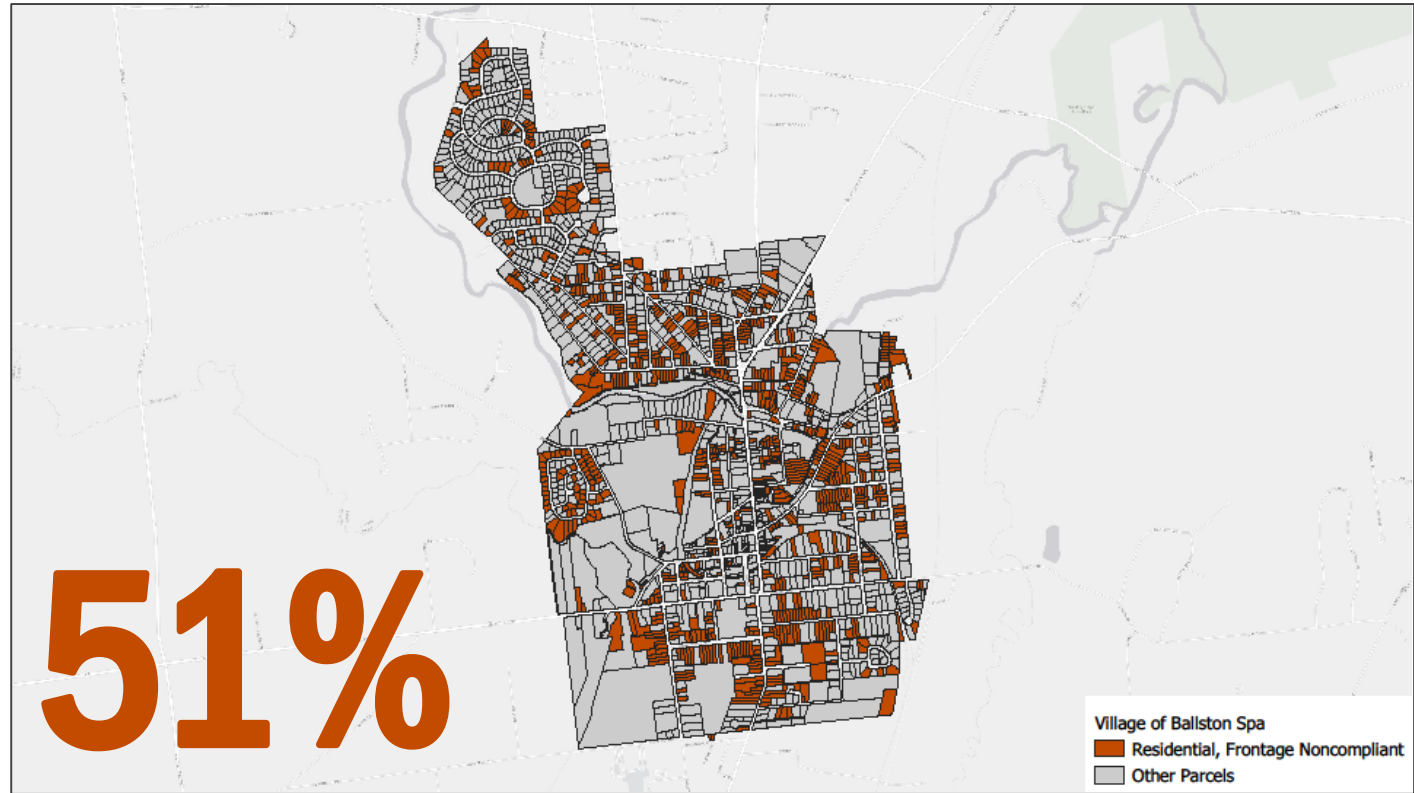 51%
Village of Ballston Spa
Residential, Frontage Noncompliant
Other Parcels